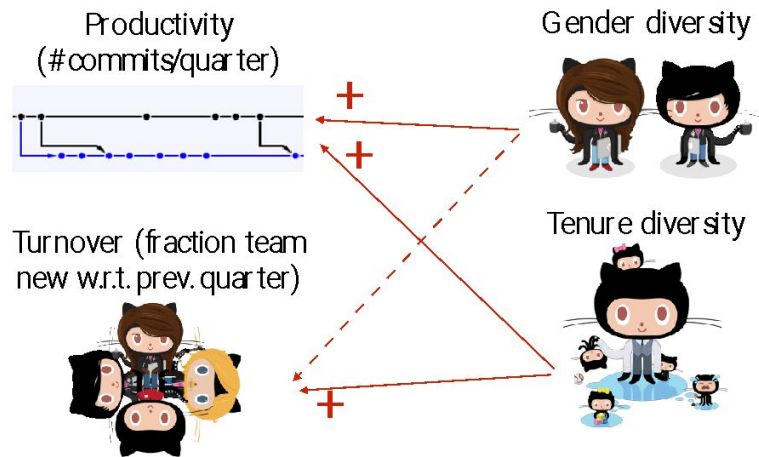 Productivity
(#commits/quarter)
Gender diversity
+
+
Turnover (fraction team
new w.r.t. prev. quarter)
Tenure diversity
+